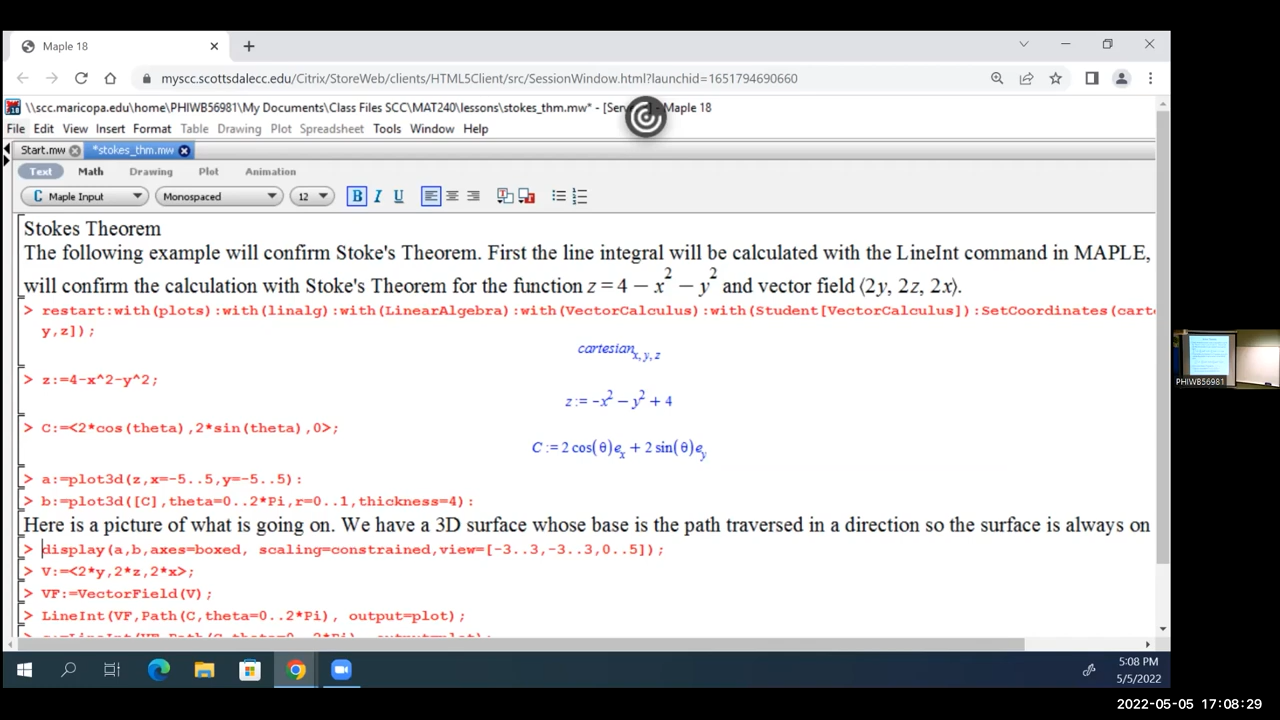 Maple 18
myscc.scottsdalecc.edu/Citrix/StoreWeb/clients/HTML5Client/src/SessionWindow.html?launchid=1651794690660
\\scc.maricopa.edu\home\PHIWB56981\My Documents\Class Files SCC\MAT240\lessons\stokes_thm.mw* - [Ser Maple 18
File Edit View Insert Format Table Drawing Plot Spreadsheet Tools Window Help
Start.mw *stokes_thm.mw
Text Math Drawing Plot Animation
C Maple Input Monospaced 12 B I U
Stokes Theorem
The following example will confirm Stoke's Theorem. First the line integral will be calculated with the LineInt command in MAPLE,
will confirm the calculation with Stoke's Theorem for the function z = 4 − x² − y² and vector field ⟨2y, 2z, 2x⟩.
> restart:with(plots):with(linalg):with(LinearAlgebra):with(VectorCalculus):with(Student[VectorCalculus]):SetCoordinates(carte
y,z]);
cartesian x, y, z
> z:=4-x^2-y^2;
z := −x² − y² + 4
> C:=<2*cos(theta),2*sin(theta),0>;
C := 2 cos(θ)e_x + 2 sin(θ)e_y
> a:=plot3d(z,x=-5..5,y=-5..5):
> b:=plot3d([C],theta=0..2*Pi,r=0..1,thickness=4):
Here is a picture of what is going on. We have a 3D surface whose base is the path traversed in a direction so the surface is always on
> display(a,b,axes=boxed, scaling=constrained,view=[-3..3,-3..3,0..5]);
> V:=<2*y,2*z,2*x>;
> VF:=VectorField(V);
> LineInt(VF,Path(C,theta=0..2*Pi), output=plot);
PHIWB56981
5:08 PM
5/5/2022
2022-05-05 17:08:29